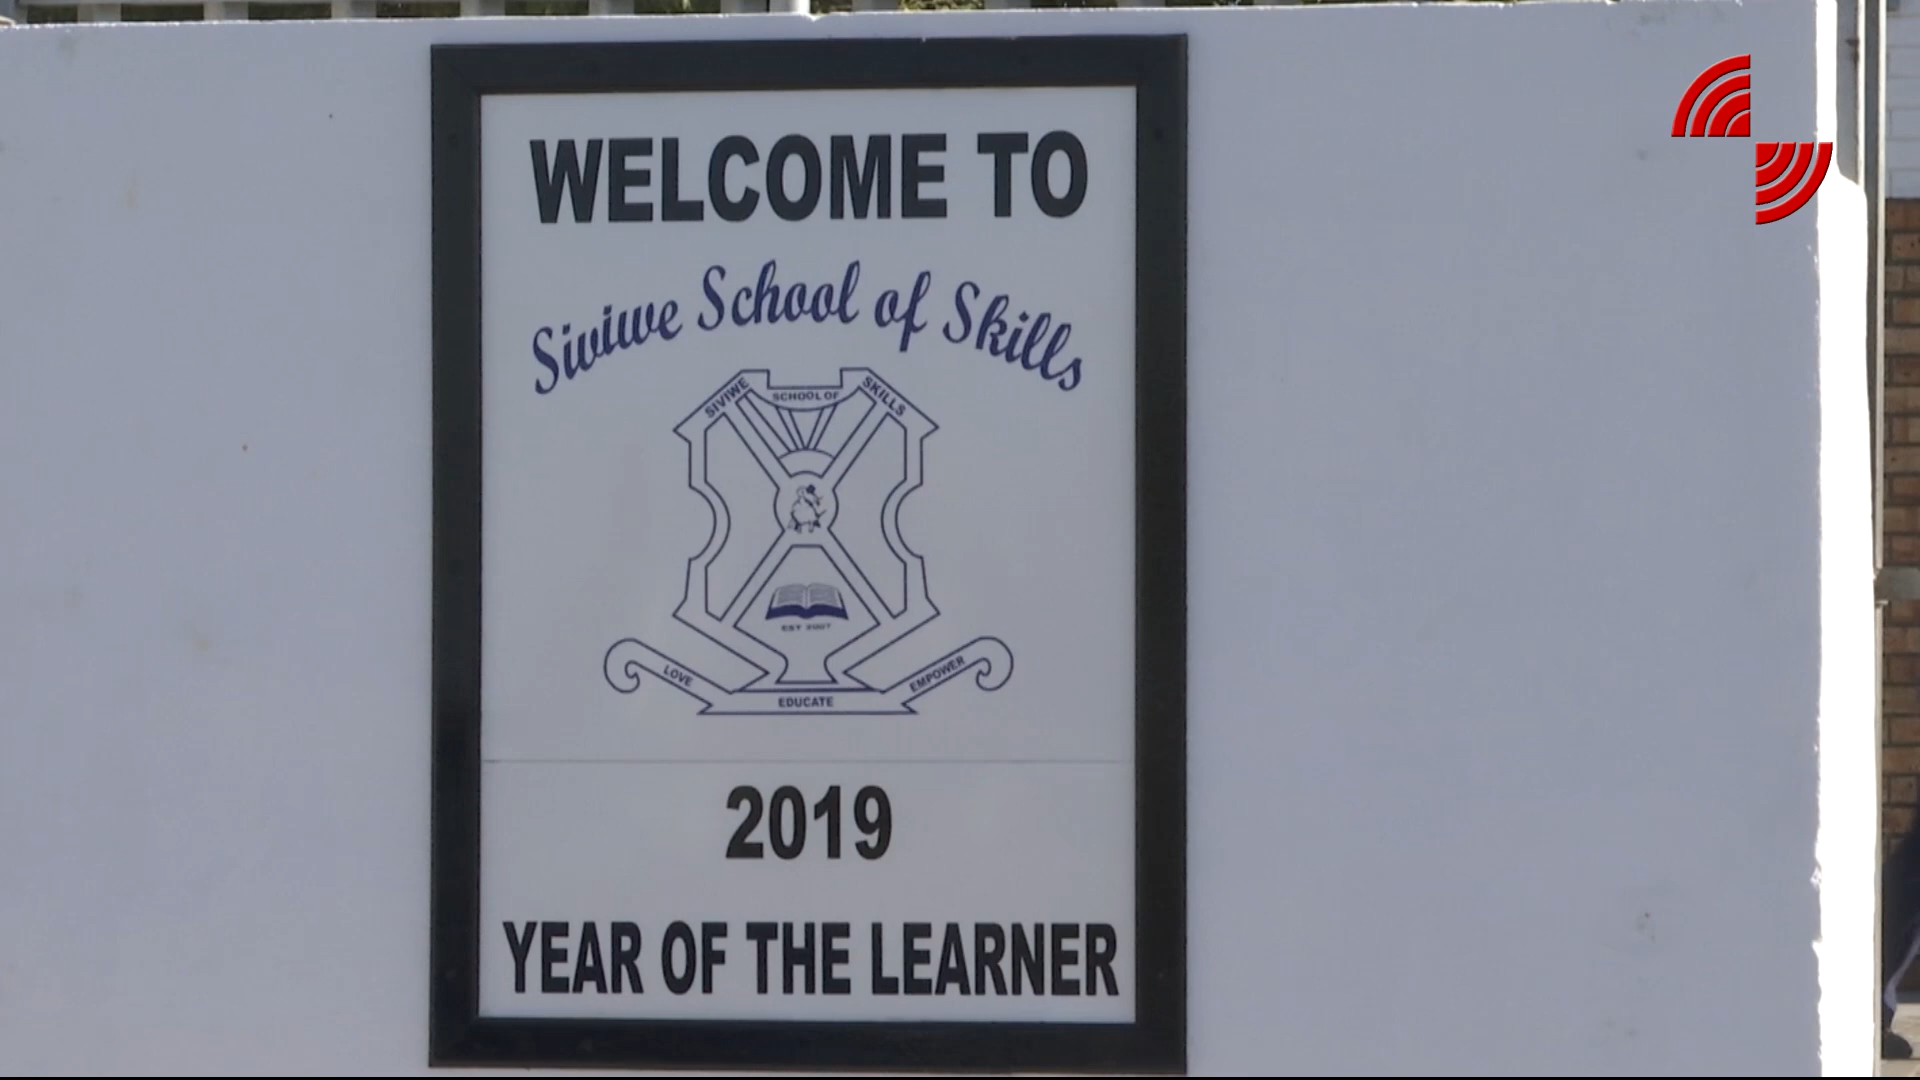 WELCOME TO
Siviwe School of Skills
SIVIWE SCHOOL OF SKILLS
EST 2007
LOVE EDUCATE EMPOWER
2019
YEAR OF THE LEARNER